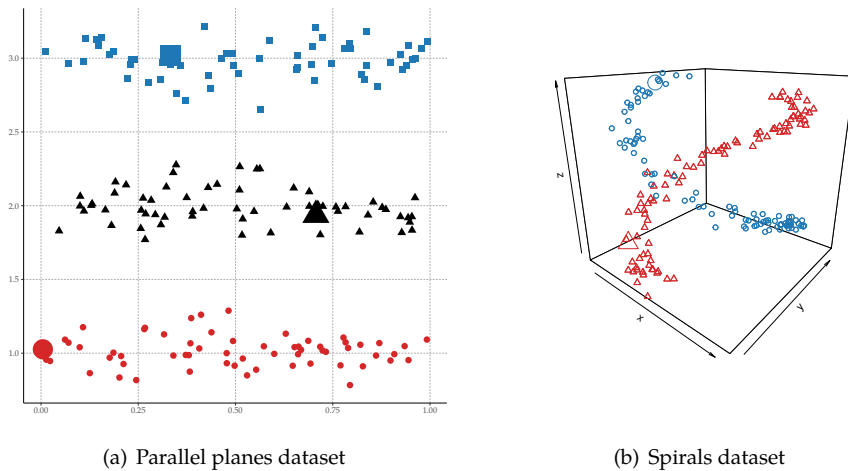 3.0
2.5
2.0
1.5
1.0
0.00
0.25
0.50
0.75
1.00
z
x
y
(a) Parallel planes dataset
(b) Spirals dataset